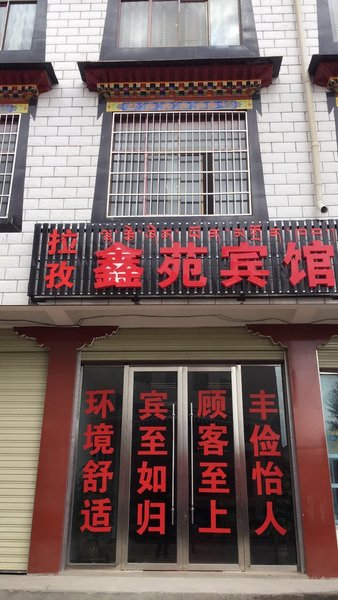 拉孜 鑫苑宾馆
环境舒适
宾至如归
顾客至上
丰俭怡人